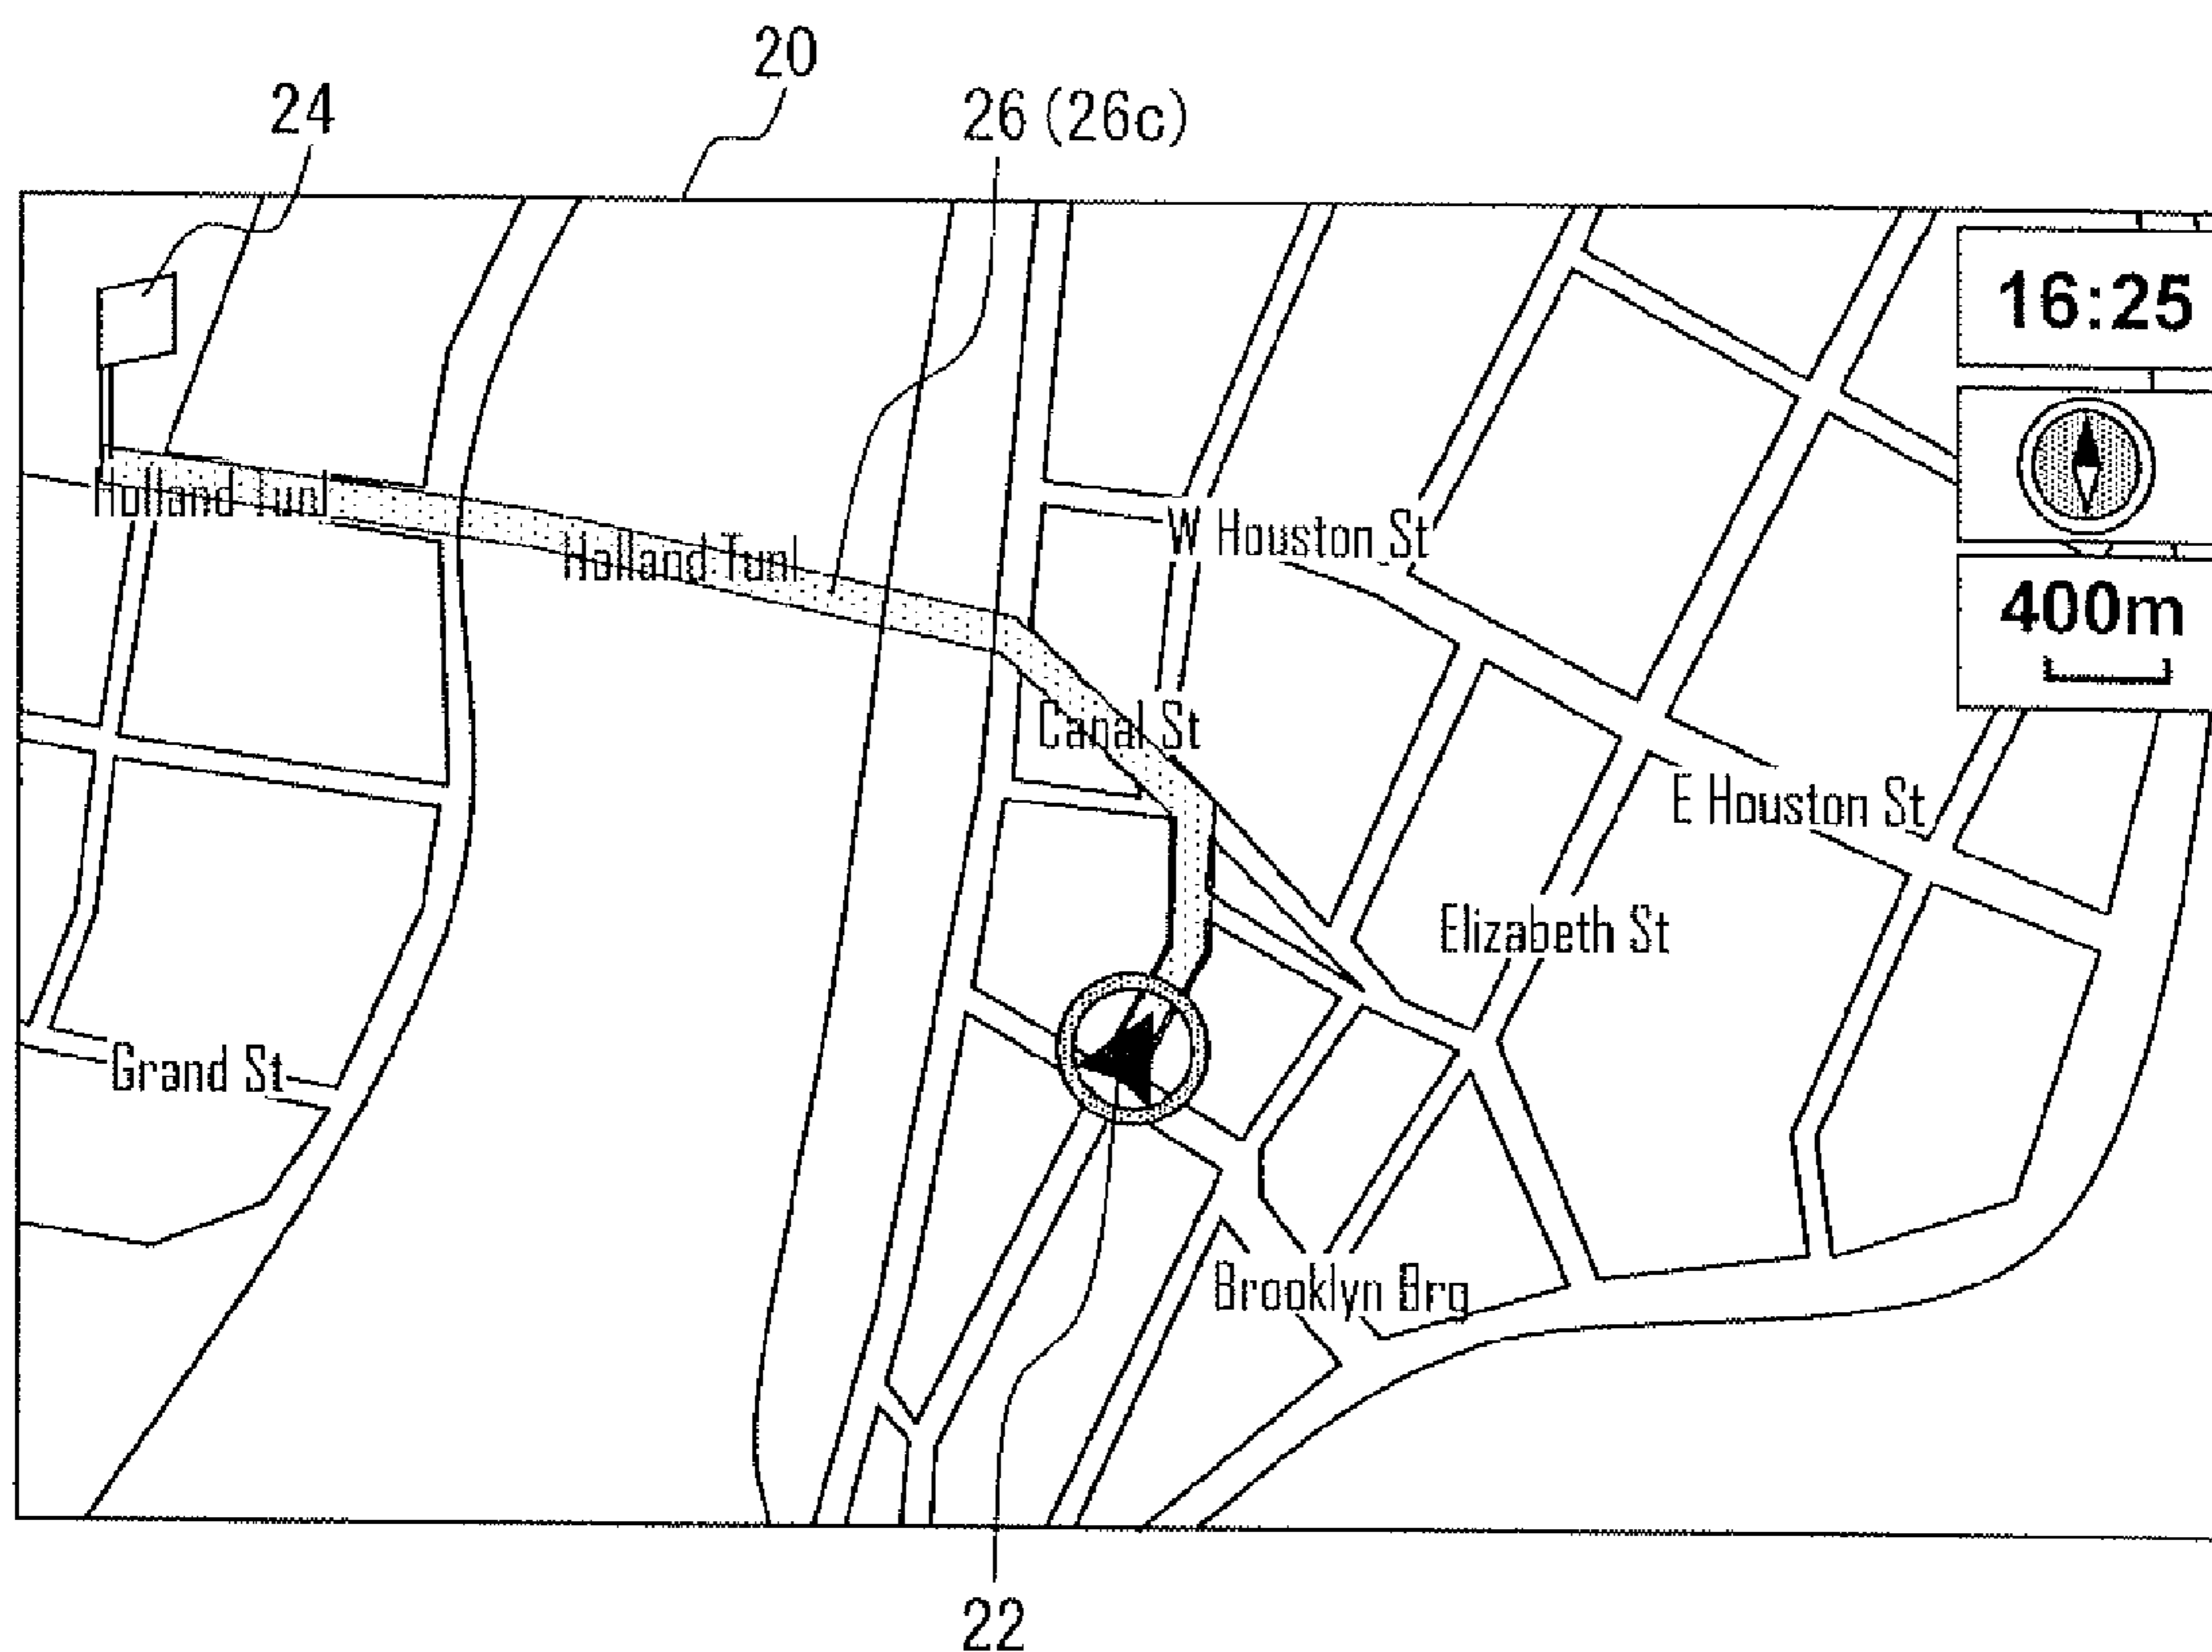 20
24
26 (26c)
16:25
Holland Tunl
W Houston St
Holland Tunl
400m
Canal St
E Houston St
Elizabeth St
Grand St
Brooklyn Brg
22